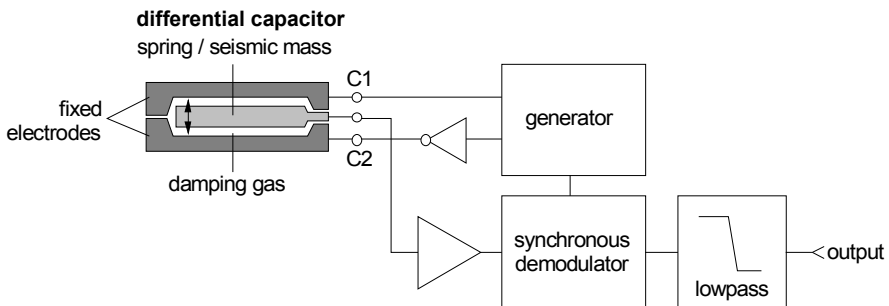 differential capacitor
spring / seismic mass
C1
fixed
electrodes
generator
C2
damping gas
synchronous
demodulator
output
lowpass